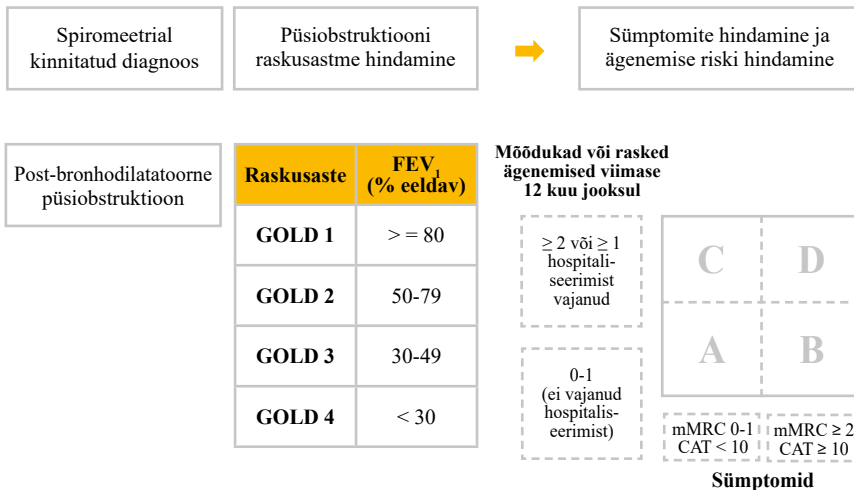 Spiromeetrial
kinnitatud diagnoos
Püsiobstruktiooni
raskusastme hindamine
Sümptomite hindamine ja
ägenemise riski hindamine
Post-bronhodilatatoorne
püsiobstruktioon
Raskusaste
FEV1
(% eeldav)
GOLD 1
> = 80
GOLD 2
50-79
GOLD 3
30-49
GOLD 4
< 30
Mõõdukad või rasked
ägenemised viimase
12 kuu jooksul
≥ 2 või ≥ 1
hospitali-
seerimist
vajanud
0-1
(ei vajanud
hospitalis-
eerimist)
C
D
A
B
mMRC 0-1
CAT < 10
mMRC ≥ 2
CAT ≥ 10
Sümptomid